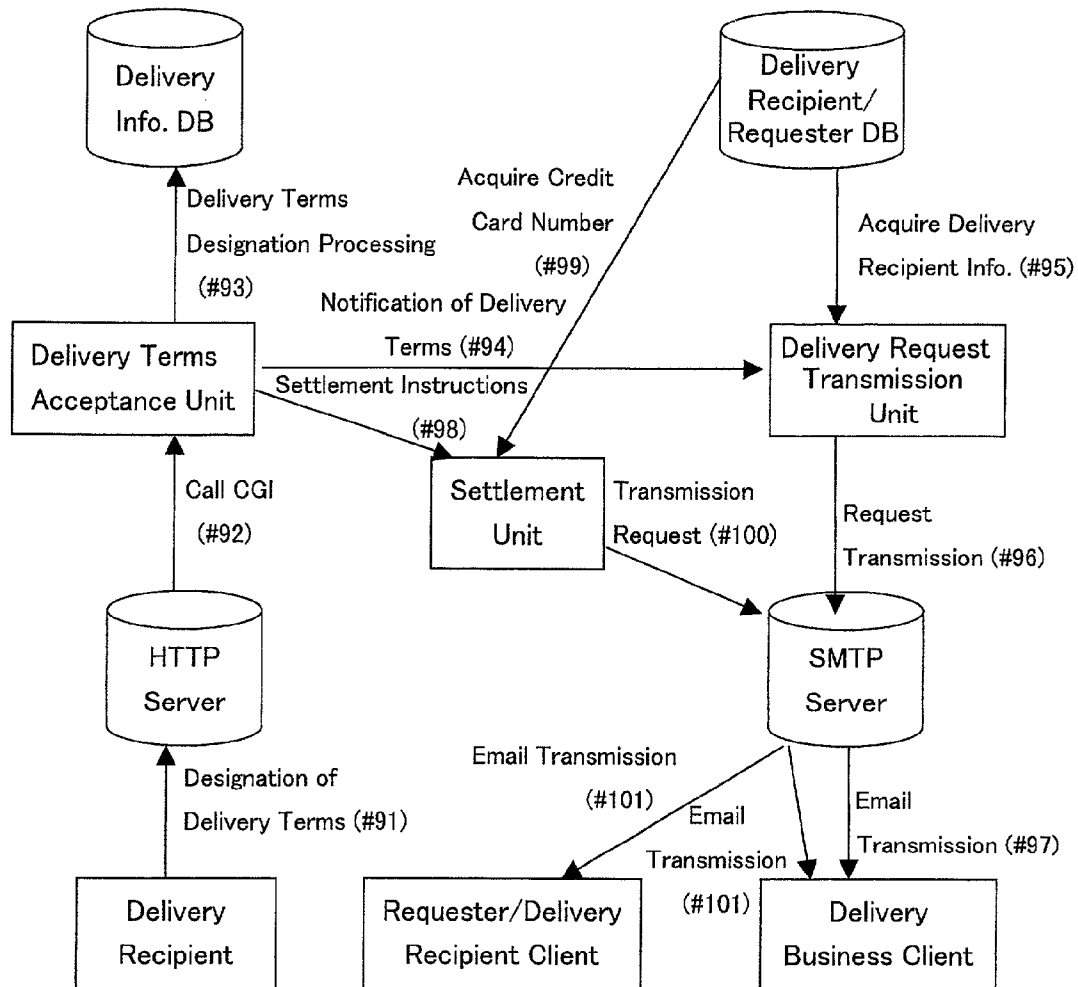 Delivery
Info. DB
Delivery
Recipient/
Requester DB
Delivery Terms
Designation Processing
(#93)
Acquire Credit
Card Number
(#99)
Acquire Delivery
Recipient Info. (#95)
Notification of Delivery
Terms (#94)
Delivery Terms
Acceptance Unit
Delivery Request
Transmission
Unit
Settlement Instructions
(#98)
Call CGI
(#92)
Settlement
Unit
Transmission
Request (#100)
Request
Transmission (#96)
HTTP
Server
SMTP
Server
Designation of
Delivery Terms (#91)
Email Transmission
(#101)
Email
Transmission
(#101)
Email
Transmission (#97)
Delivery
Recipient
Requester/Delivery
Recipient Client
Delivery
Business Client